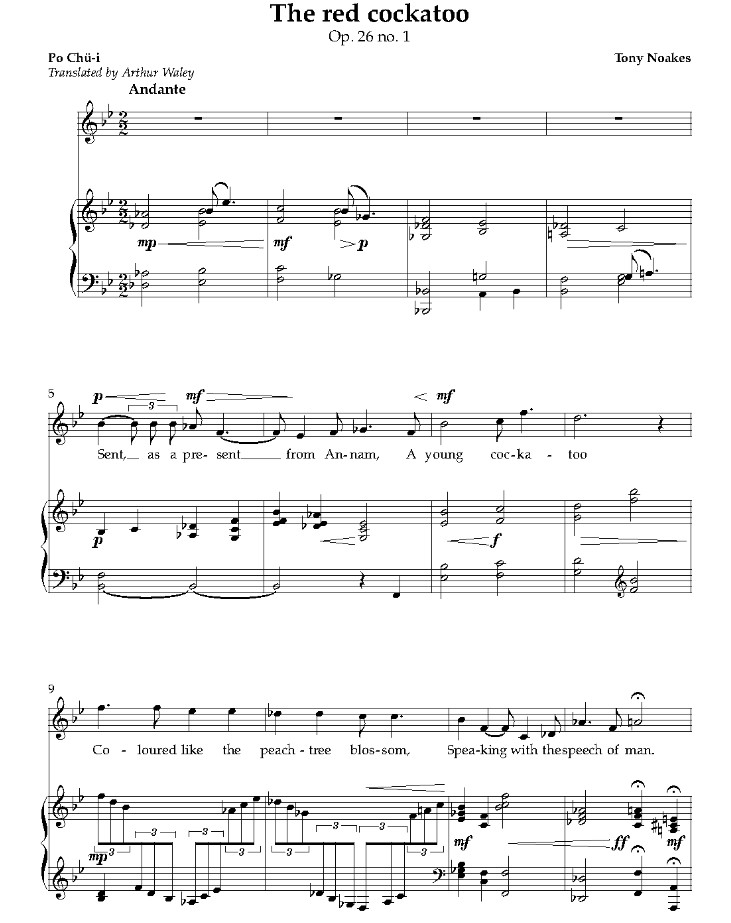 The red cockatoo
Op. 26 no. 1
Po Chü-i
Tony Noakes
Translated by Arthur Waley
Andante
mp mf p
5
p 3 mf mf
Sent, as a pre-sent from An-nam, A young coc-ka-too
p f
9
Co-loured like the peach-tree blos-som, Spea-king with the speech of man.
mp 3 3 3 3 3 3 3 3 mf ff mf